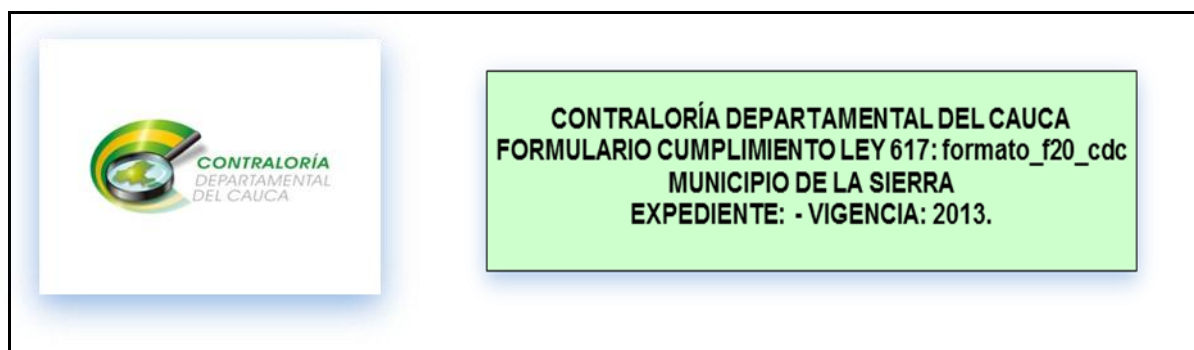 CONTRALORÍA
DEPARTAMENTAL
DEL CAUCA
CONTRALORÍA DEPARTAMENTAL DEL CAUCA
FORMULARIO CUMPLIMIENTO LEY 617: formato_f20_cdc
MUNICIPIO DE LA SIERRA
EXPEDIENTE: - VIGENCIA: 2013.